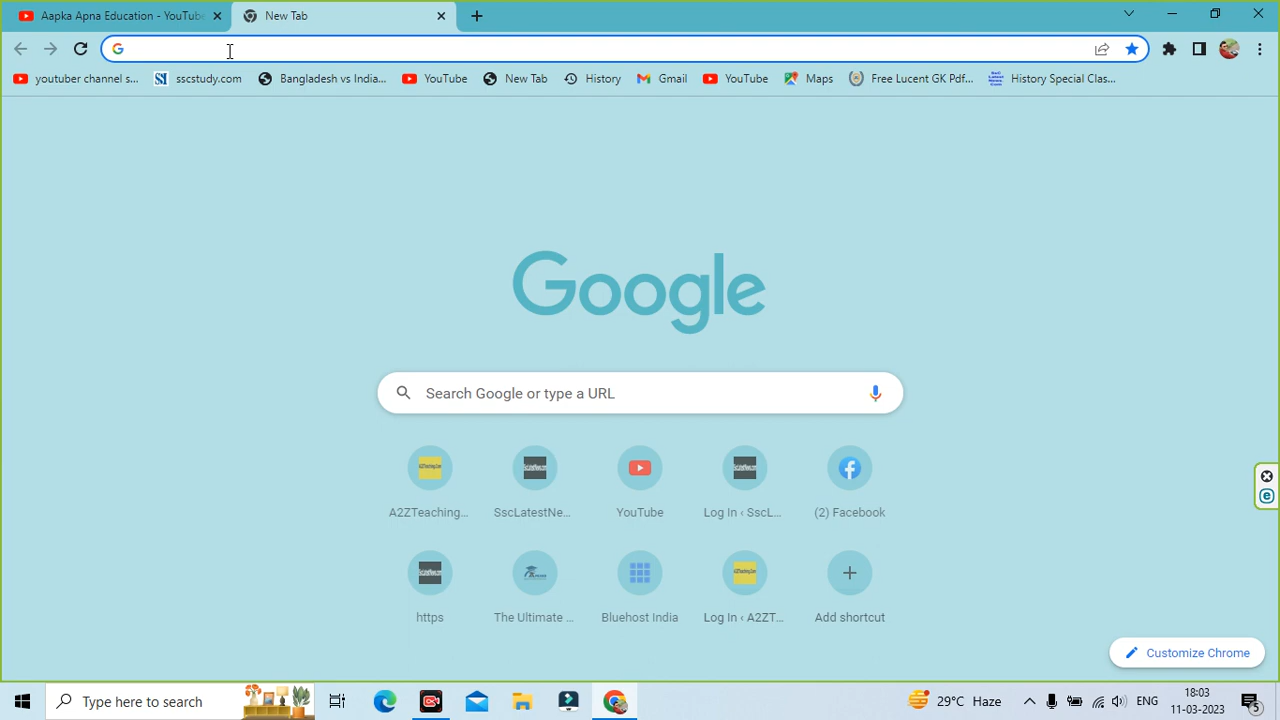 Aapka Apna Education - YouTube
New Tab
youtuber channel s...
sscstudy.com
Bangladesh vs India...
YouTube
New Tab
History
Gmail
YouTube
Maps
Free Lucent GK Pdf...
History Special Clas...
Google
Search Google or type a URL
A2ZTeaching...
SscLatestNe...
YouTube
Log In ‹ SscL...
(2) Facebook
https
The Ultimate ...
Bluehost India
Log In ‹ A2ZT...
Add shortcut
Customize Chrome
Type here to search
29°C Haze
ENG
18:03
11-03-2023
5